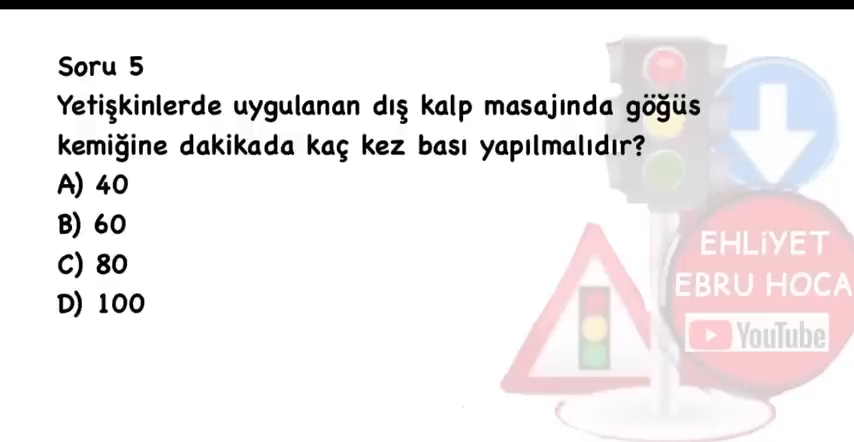 Soru 5
Yetişkinlerde uygulanan dış kalp masajında göğüs
kemiğine dakikada kaç kez bası yapılmalıdır?
A) 40
B) 60
C) 80
D) 100
EHLİYET
EBRU HOCA
YouTube